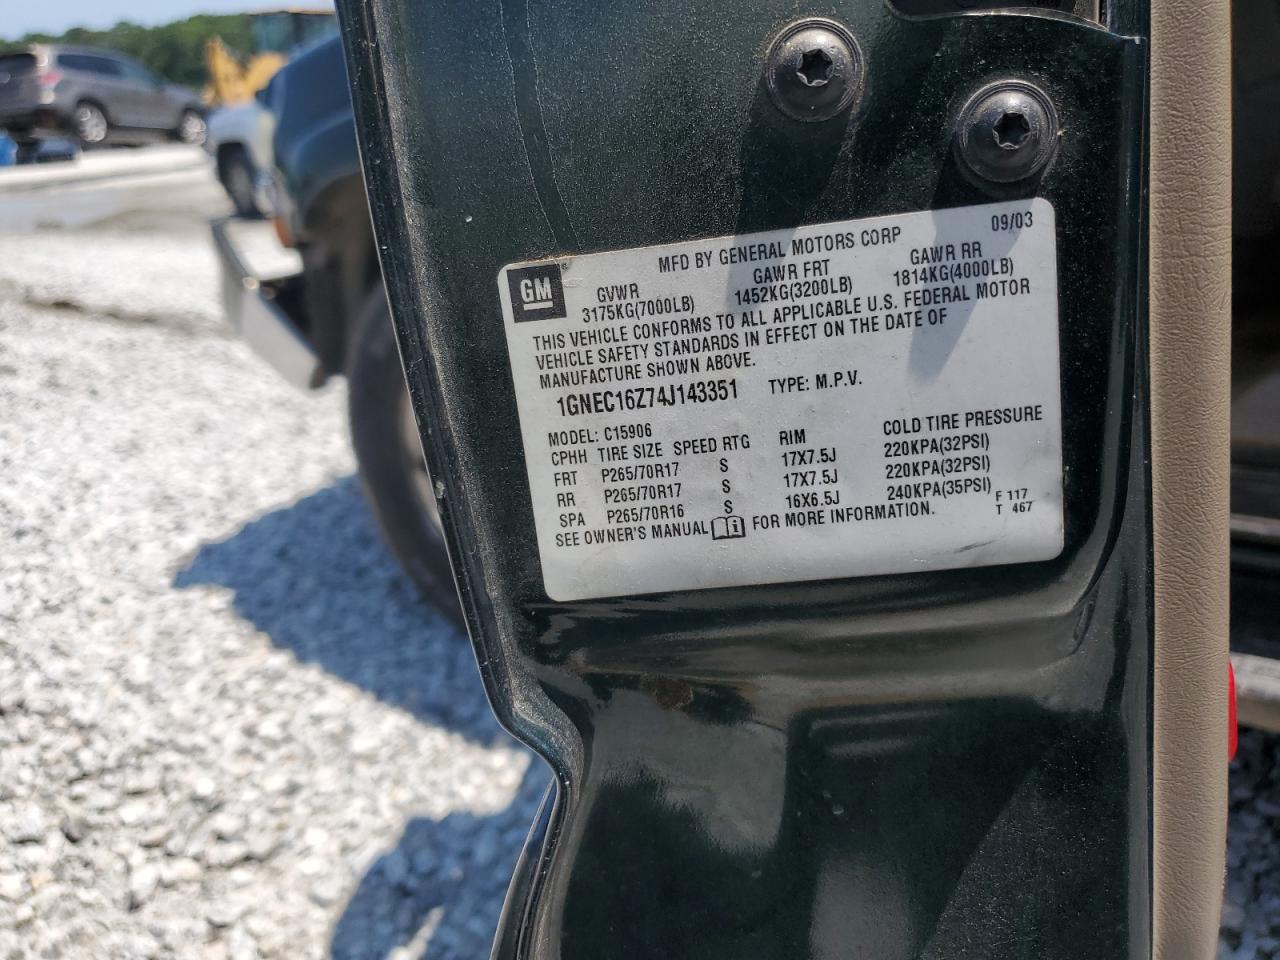 09/03
MFD BY GENERAL MOTORS CORP
GM
GVWR GAWR FRT GAWR RR
3175KG(7000LB) 1452KG(3200LB) 1814KG(4000LB)
THIS VEHICLE CONFORMS TO ALL APPLICABLE U.S. FEDERAL MOTOR
VEHICLE SAFETY STANDARDS IN EFFECT ON THE DATE OF
MANUFACTURE SHOWN ABOVE.
1GNEC16Z74J143351 TYPE: M.P.V.
MODEL: C15906
CPHH TIRE SIZE SPEED RTG RIM COLD TIRE PRESSURE
FRT P265/70R17 S 17X7.5J 220KPA(32PSI)
RR P265/70R17 S 17X7.5J 220KPA(32PSI)
SPA P265/70R16 S 16X6.5J 240KPA(35PSI)
SEE OWNER'S MANUAL i FOR MORE INFORMATION.
F 117
T 467